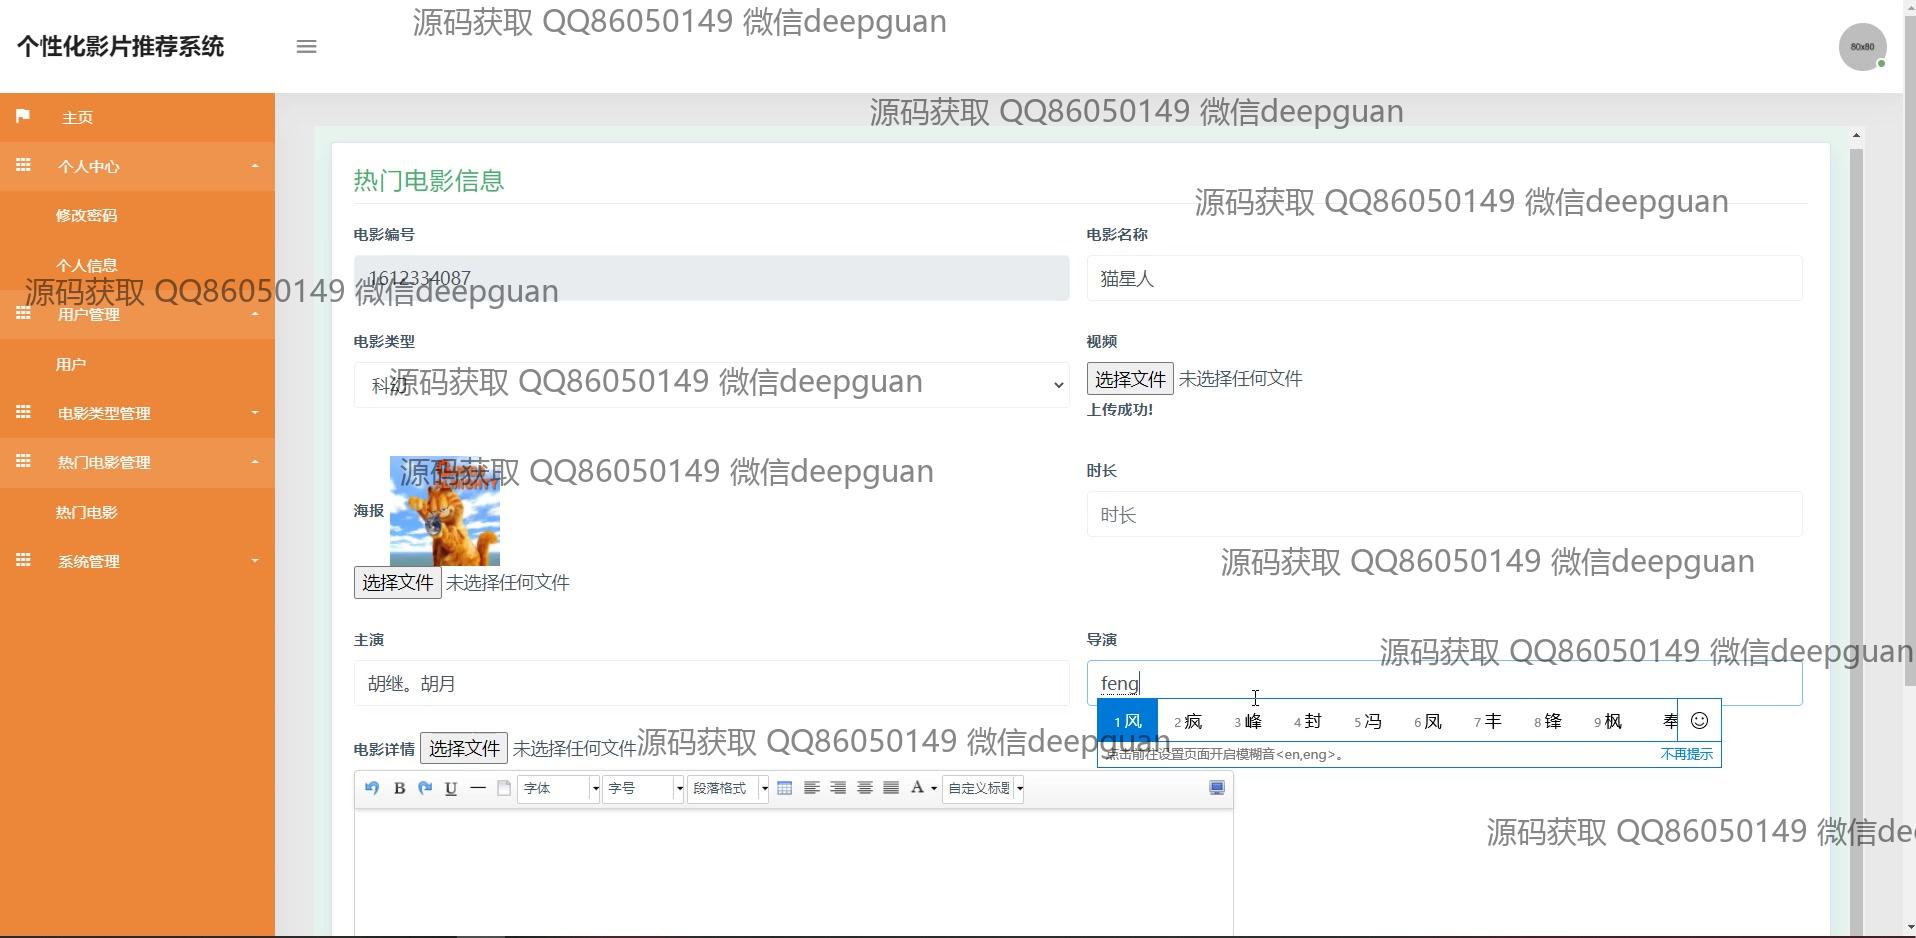 源码获取 QQ86050149 微信deepguan
个性化影片推荐系统
80x80
源码获取 QQ86050149 微信deepguan
主页
个人中心
修改密码
个人信息
用户管理
用户
电影类型管理
热门电影管理
热门电影
系统管理
热门电影信息
源码获取 QQ86050149 微信deepguan
电影编号
电影名称
1612334087
猫星人
源码获取 QQ86050149 微信deepguan
电影类型
视频
科幻
源码获取 QQ86050149 微信deepguan
选择文件 未选择任何文件
上传成功!
源码获取 QQ86050149 微信deepguan
海报
时长
时长
选择文件 未选择任何文件
源码获取 QQ86050149 微信deepguan
主演
导演
源码获取 QQ86050149 微信deepguan
胡继。胡月
feng
1 风 2 疯 3 峰 4 封 5 冯 6 凤 7 丰 8 锋 9 枫 奉
点击前往设置页面开启模糊音<en,eng>。 不再提示
电影详情 选择文件 未选择任何文件
源码获取 QQ86050149 微信deepguan
B U 字体 字号 段落格式 A 自定义标题
源码获取 QQ86050149 微信de